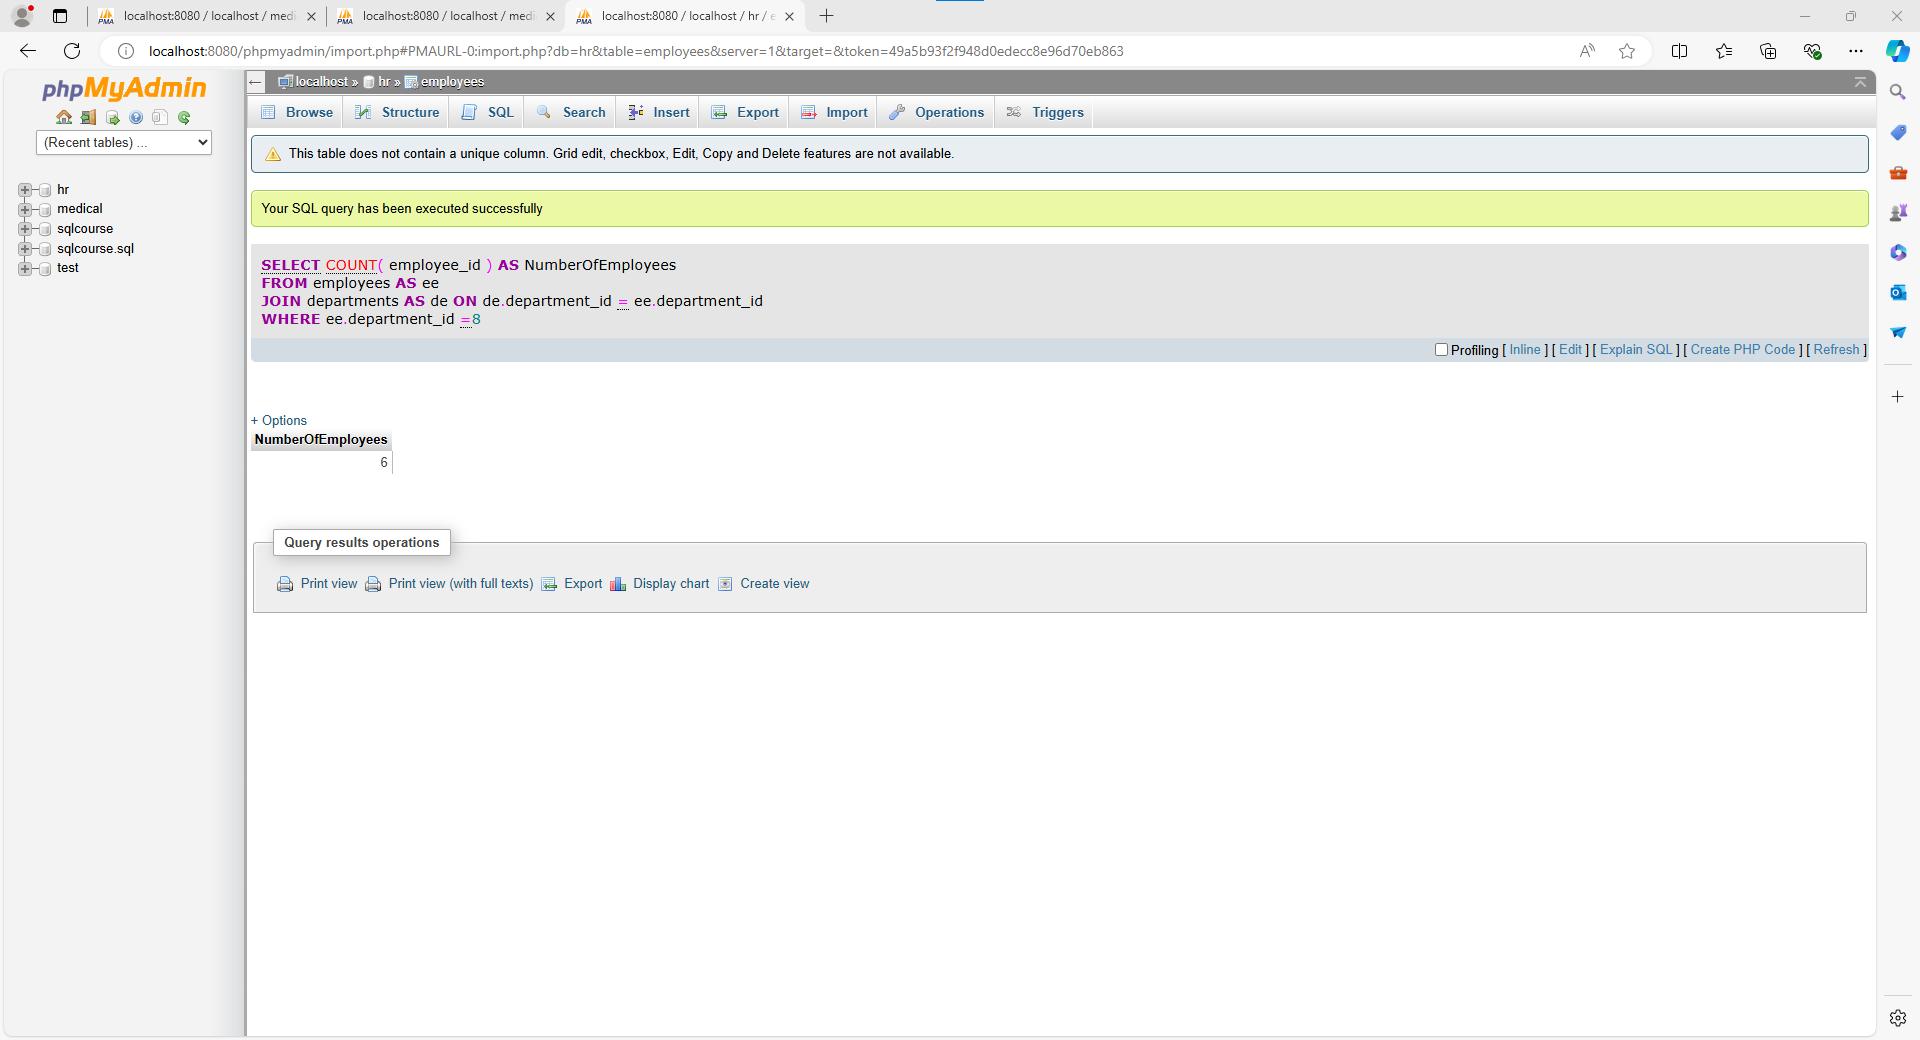 localhost:8080 / localhost / medi
localhost:8080 / localhost / medi
localhost:8080 / localhost / hr / e
localhost:8080/phpmyadmin/import.php#PMAURL-0:import.php?db=hr&table=employees&server=1&target=&token=49a5b93f2f948d0edecc8e96d70eb863
phpMyAdmin
(Recent tables) ...
hr
medical
sqlcourse
sqlcourse.sql
test
localhost » hr » employees
Browse Structure SQL Search Insert Export Import Operations Triggers
This table does not contain a unique column. Grid edit, checkbox, Edit, Copy and Delete features are not available.
Your SQL query has been executed successfully
SELECT COUNT( employee_id ) AS NumberOfEmployees
FROM employees AS ee
JOIN departments AS de ON de.department_id = ee.department_id
WHERE ee.department_id =8
Profiling [ Inline ] [ Edit ] [ Explain SQL ] [ Create PHP Code ] [ Refresh ]
+ Options
NumberOfEmployees
6
Query results operations
Print view Print view (with full texts) Export Display chart Create view